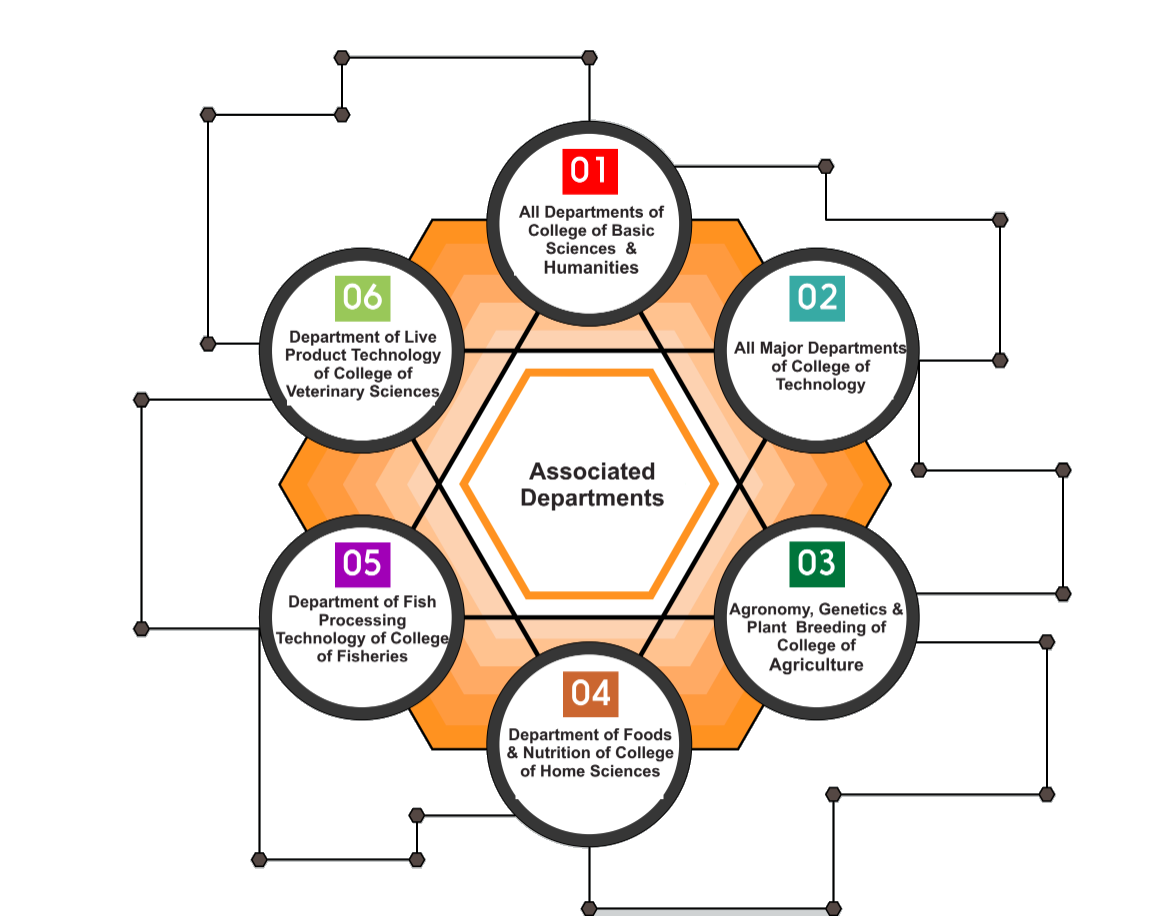 01
All Departments of
College of Basic
Sciences &
Humanities
02
All Major Departments
of College of
Technology
03
Agronomy, Genetics &
Plant Breeding of
College of
Agriculture
04
Department of Foods
& Nutrition of College
of Home Sciences
05
Department of Fish
Processing
Technology of College
of Fisheries
06
Department of Live
Product Technology
of College of
Veterinary Sciences
Associated
Departments